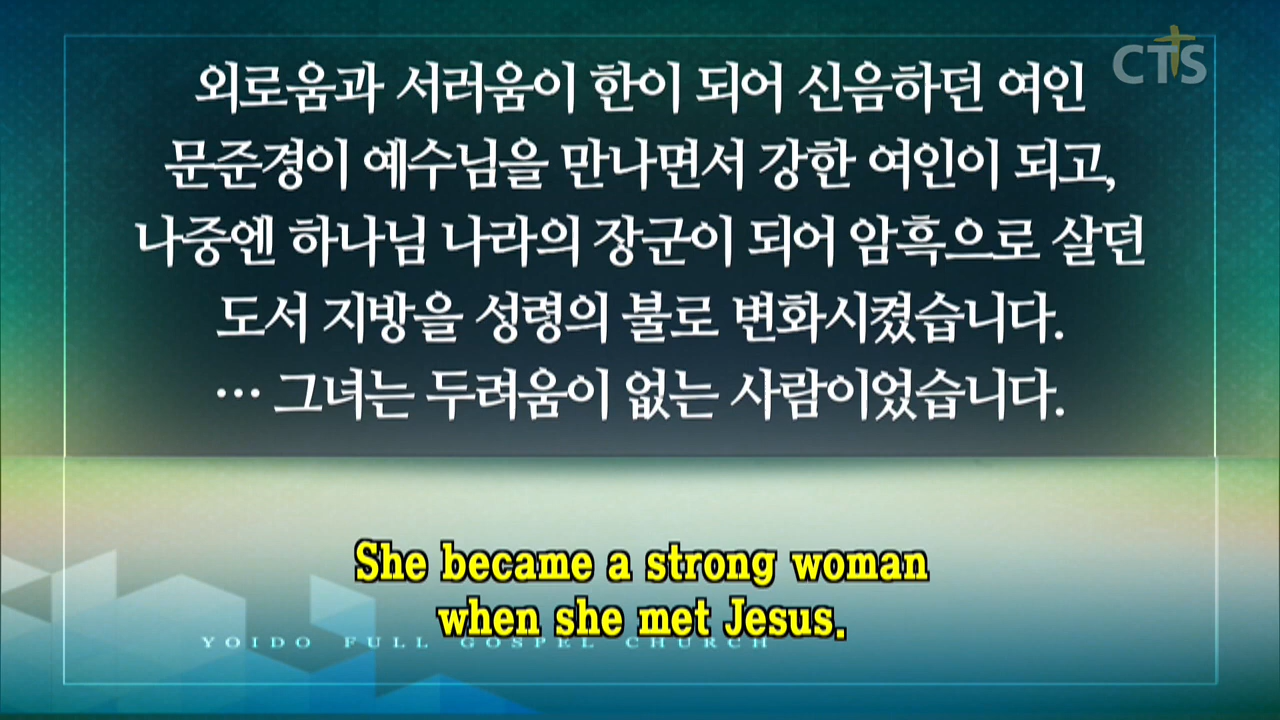 CTS
외로움과 서러움이 한이 되어 신음하던 여인
문준경이 예수님을 만나면서 강한 여인이 되고,
나중엔 하나님 나라의 장군이 되어 암흑으로 살던
도서 지방을 성령의 불로 변화시켰습니다.
… 그녀는 두려움이 없는 사람이었습니다.
She became a strong woman
when she met Jesus.
YOIDO FULL GOSPEL CHURCH